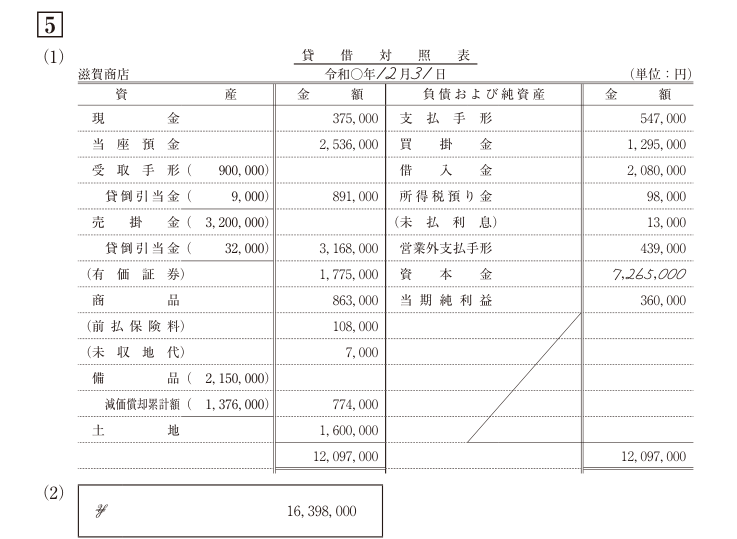 5
(1)
貸借対照表
滋賀商店 令和○年12月31日 (単位：円)
資産 金額 負債および純資産 金額
現金 375,000 支払手形 547,000
当座預金 2,536,000 買掛金 1,295,000
受取手形 ( 900,000) 借入金 2,080,000
貸倒引当金 ( 9,000) 891,000 所得税預り金 98,000
売掛金 ( 3,200,000) (未払利息) 13,000
貸倒引当金 ( 32,000) 3,168,000 営業外支払手形 439,000
(有価証券) 1,775,000 資本金 7,265,000
商品 863,000 当期純利益 360,000
(前払保険料) 108,000
(未収地代) 7,000
備品 ( 2,150,000)
減価償却累計額 ( 1,376,000) 774,000
土地 1,600,000
12,097,000 12,097,000
(2)
¥ 16,398,000